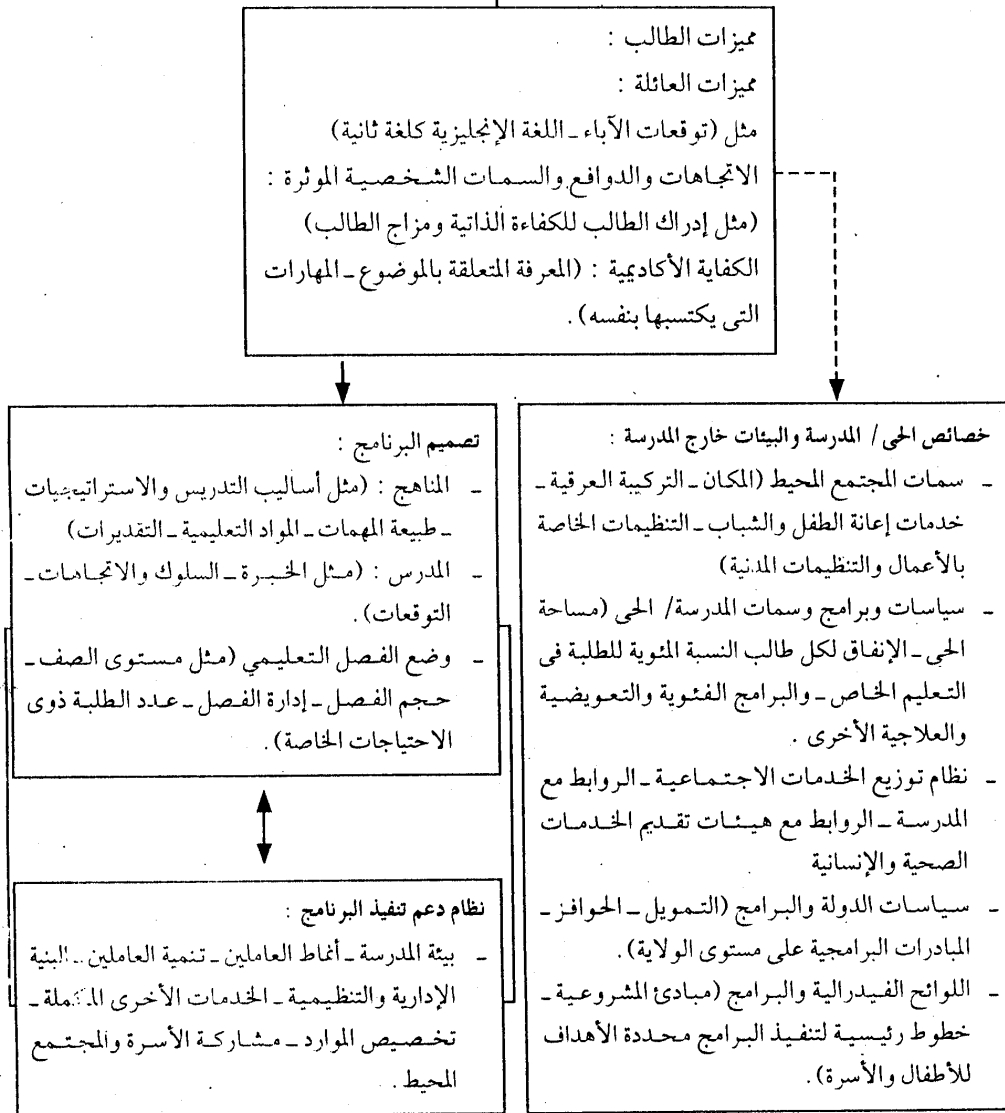 مميزات الطالب :
مميزات العائلة :
مثل (توقعات الآباء ـ اللغة الإنجليزية كلغة ثانية)
الاتجاهات والدوافع والسمات الشخصية الموثرة :
(مثل إدراك الطالب للكفاءة الذاتية ومزاج الطالب)
الكفاية الأكاديمية : (المعرفة المتعلقة بالموضوع ـ المهارات
التى يكتسبها بنفسه) .
خصائص الحى / المدرسة والبيئات خارج المدرسة :
ـ سمات المجتمع المحيط (المكان ـ التركيبة العرقية ـ
خدمات إعانة الطفل والشباب ـ التنظيمات الخاصة
بالأعمال والتنظيمات المدنية)
ـ سياسات وبرامج وسمات المدرسة / الحى (مساحة
الحى ـ الإنفاق لكل طالب النسبة المئوية للطلبة فى
التعليم الخاص ـ والبرامج الفئوية والتعويضية
والعلاجية الأخرى .
ـ نظام توزيع الخدمات الاجتماعية ـ الروابط مع
المدرسة ـ الروابط مع هيئات تقديم الخدمات
الصحية والإنسانية
ـ سياسات الدولة والبرامج (التمويل ـ الحوافز ـ
المبادرات البرامجية على مستوى الولاية) .
ـ اللوائح الفيدرالية والبرامج (مبادئ المشروعية ـ
خطوط رئيسية لتنفيذ البرامج محددة الأهداف
للأطفال والأسرة) .
تصميم البرنامج :
ـ المناهج : (مثل أساليب التدريس والاستراتيجيات
ـ طبيعة المهمات ـ المواد التعليمية ـ التقديرات)
ـ المدرس : (مثل الخبرة ـ السلوك والاتجاهات ـ
التوقعات) .
ـ وضع الفصل التعليمي (مثل مستوى الصف ـ
حجم الفصل ـ إدارة الفصل ـ عدد الطلبة ذوى
الاحتياجات الخاصة) .
نظام دعم تنفيذ البرنامج :
ـ بيئة المدرسة ـ أنماط العاملين ـ تنمية العاملين ـ البنية
الإدارية والتنظيمية ـ الخدمات الأخرى المكملة ـ
تخصيص الموارد ـ مشاركة الأسرة والمجتمع
المحيط .